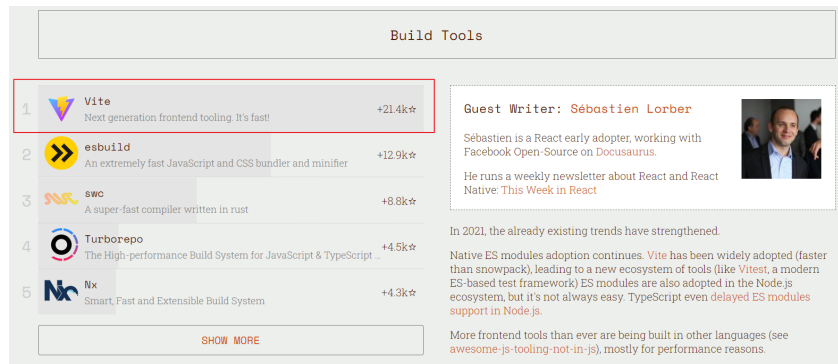 Build Tools
1
Vite
Next generation frontend tooling. It's fast!
+21.4k☆
2
esbuild
An extremely fast JavaScript and CSS bundler and minifier
+12.9k☆
3
swc
A super-fast compiler written in rust
+8.8k☆
4
Turborepo
The High-performance Build System for JavaScript & TypeScript ...
+4.5k☆
5
Nx
Smart, Fast and Extensible Build System
+4.3k☆
SHOW MORE
Guest Writer: Sébastien Lorber
Sébastien is a React early adopter, working with
Facebook Open-Source on Docusaurus.
He runs a weekly newsletter about React and React
Native: This Week in React
In 2021, the already existing trends have strengthened.
Native ES modules adoption continues. Vite has been widely adopted (faster
than snowpack), leading to a new ecosystem of tools (like Vitest, a modern
ES-based test framework) ES modules are also adopted in the Node.js
ecosystem, but it's not always easy. TypeScript even delayed ES modules
support in Node.js.
More frontend tools than ever are being built in other languages (see
awesome-js-tooling-not-in-js), mostly for performance reasons.